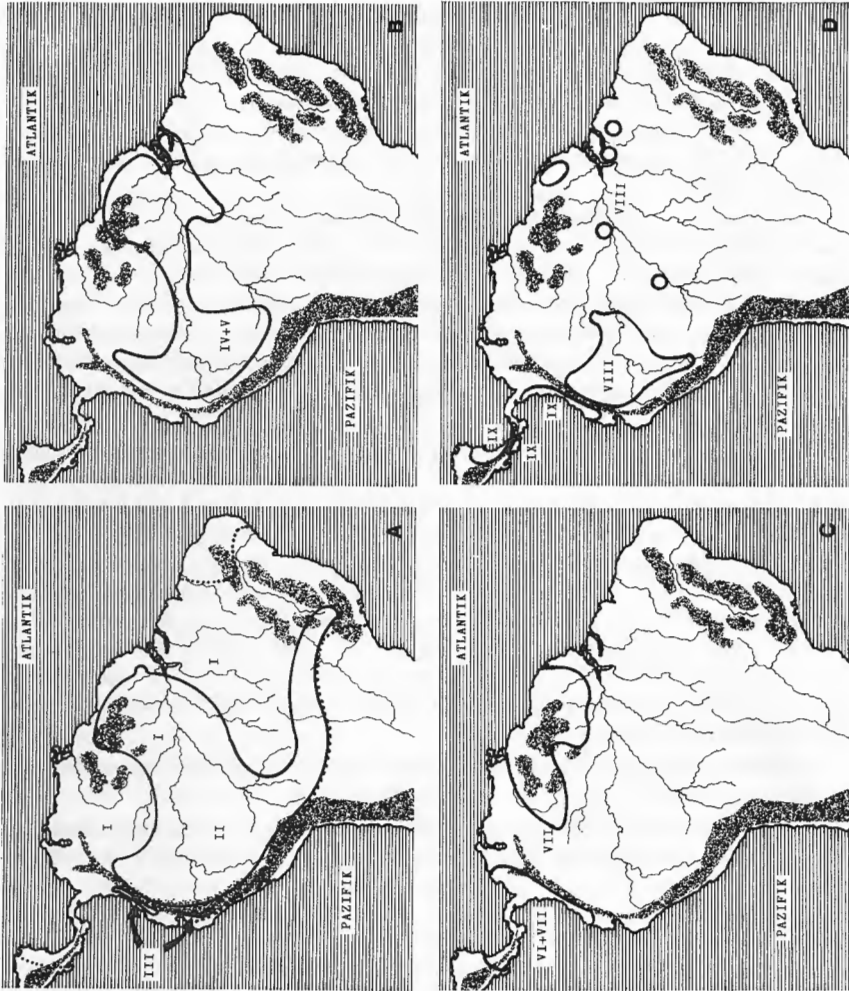 ATLANTIK
I
I
I
II
III
PAZIFIK
A
ATLANTIK
IV+V
PAZIFIK
B
ATLANTIK
VII
VI+VII
PAZIFIK
C
ATLANTIK
VIII
VIII
IX
IX
IX
PAZIFIK
D